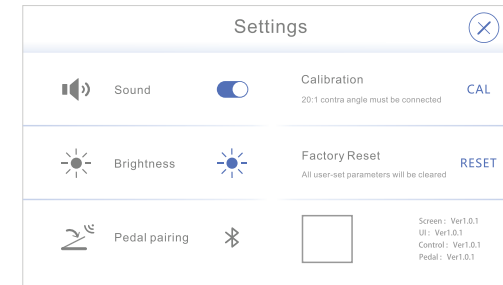 Settings
Sound
Calibration
20:1 contra angle must be connected
CAL
Brightness
Factory Reset
All user-set parameters will be cleared
RESET
Pedal pairing
Screen : Ver1.0.1
UI : Ver1.0.1
Control : Ver1.0.1
Pedal : Ver1.0.1